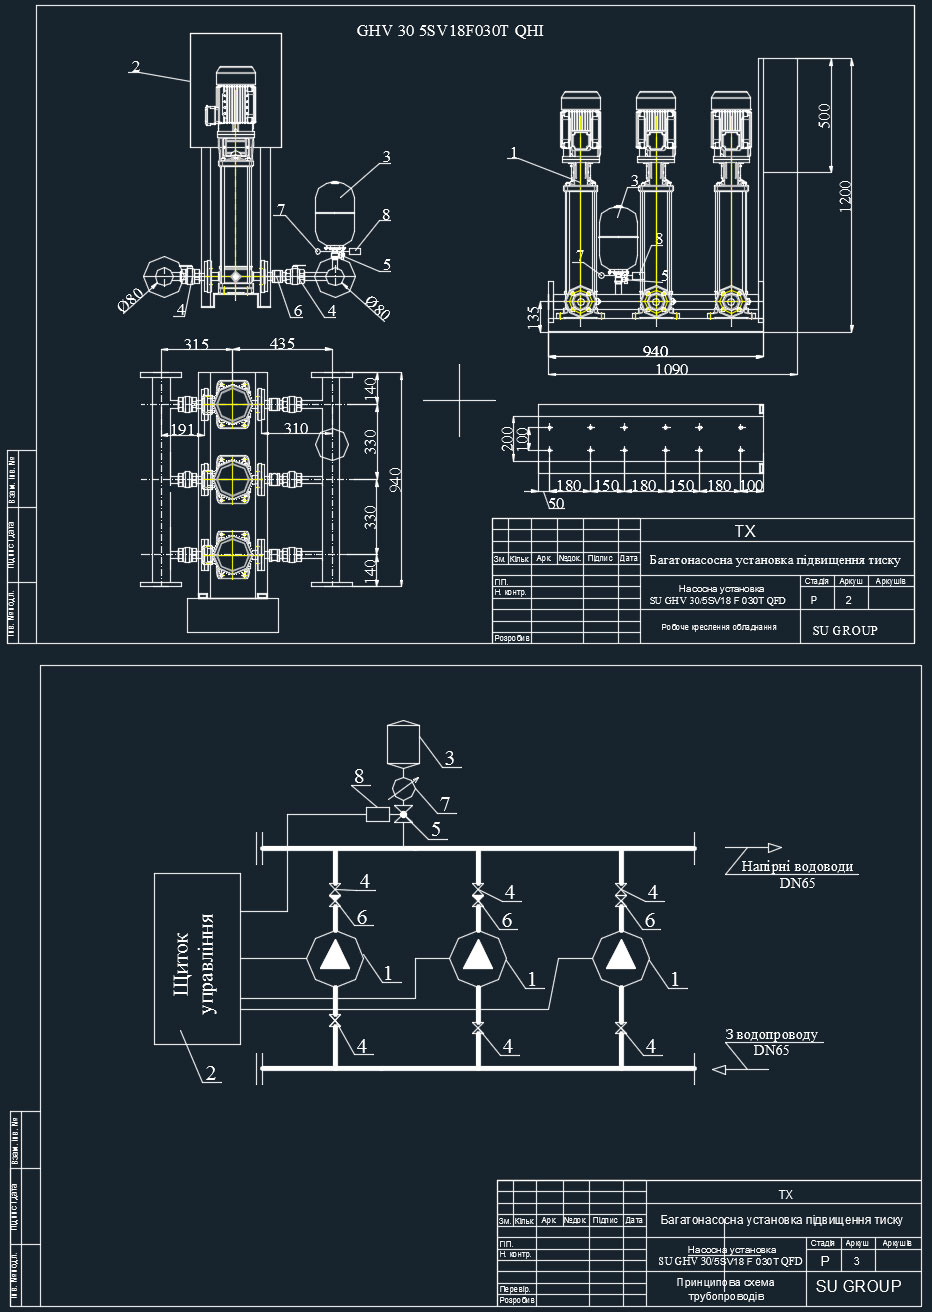 GHV 30 5SV18F030T QHI
2
3
7
8
5
Ø80
4
6
4
Ø80
1
3
7
8
5
500
1200
135
940
1090
315
435
191
310
140
330
330
140
940
200
100
180
150
180
150
180
100
50
Взам. Інв. №
Підпис і дата
Інв. № подл.
ТХ
Багатонасосна установка підвищення тиску
Зм. Кільк Арк №док. Підпис Дата
ПП.
Н. контр.
Розробив
Насосна установка
SU GHV 30/5SV18 F 030T QFD
Стадія Аркуш Аркушів
Р 2
Робоче креслення обладнання
SU GROUP
3
8
7
5
Напірні водоводи
DN65
4
6
4
6
4
6
Щиток
управління
1
1
1
4
4
4
2
З водопроводу
DN65
Взам. Інв. №
Підпис і дата
Інв. № подл.
ТХ
Багатонасосна установка підвищення тиску
Зм. Кільк Арк №док Підпис Дата
ПП.
Н. контр.
Перевір.
Розробив
Насосна установка
SU GHV 30/5SV18 F 030T QFD
Стадія Аркуш Аркушів
Р 3
Принципова схема
трубопроводів
SU GROUP